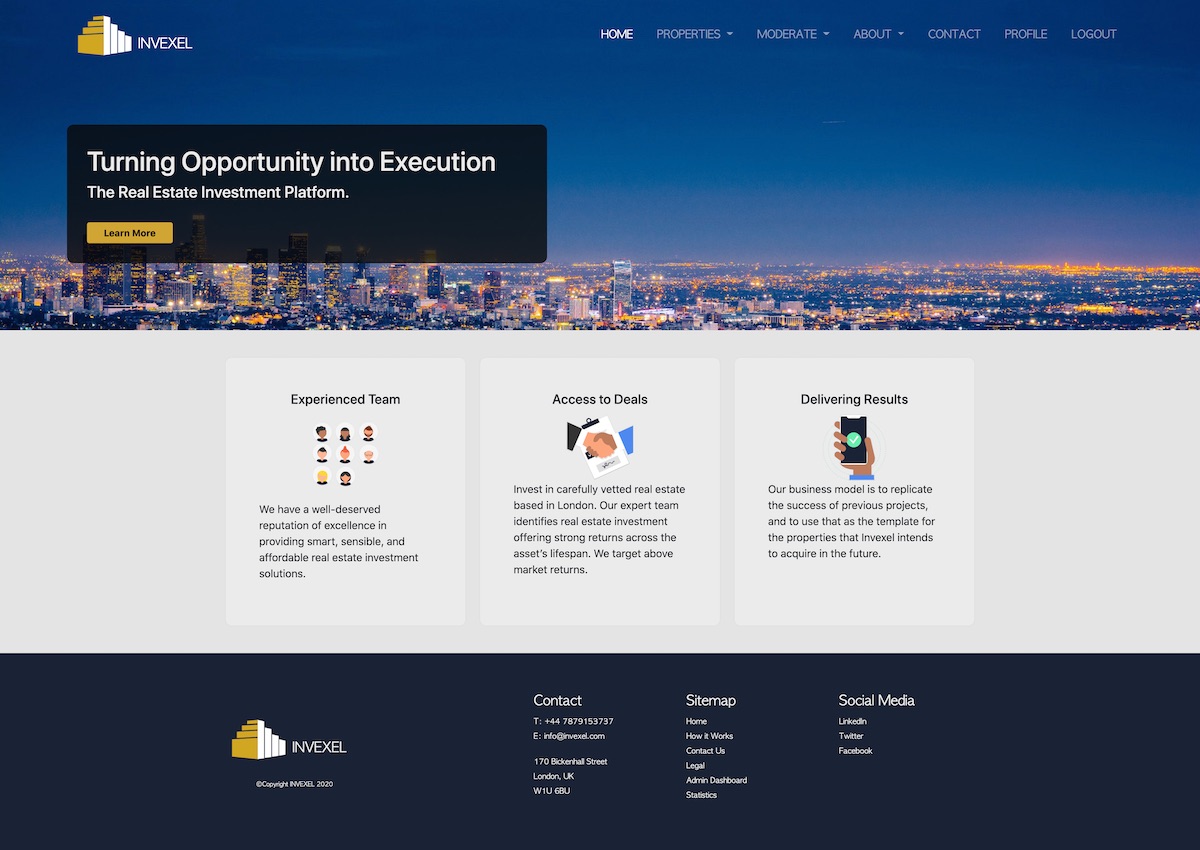 INVEXEL
HOME PROPERTIES MODERATE ABOUT CONTACT PROFILE LOGOUT
Turning Opportunity into Execution
The Real Estate Investment Platform.
Learn More
Experienced Team
We have a well-deserved
reputation of excellence in
providing smart, sensible, and
affordable real estate investment
solutions.
Access to Deals
Invest in carefully vetted real estate
based in London. Our expert team
identifies real estate investment
offering strong returns across the
asset’s lifespan. We target above
market returns.
Delivering Results
Our business model is to replicate
the success of previous projects,
and to use that as the template for
the properties that Invexel intends
to acquire in the future.
INVEXEL
©Copyright INVEXEL 2020
Contact
T: +44 7879153737
E: info@invexel.com
170 Bickenhall Street
London, UK
W1U 6BU
Sitemap
Home
How it Works
Contact Us
Legal
Admin Dashboard
Statistics
Social Media
LinkedIn
Twitter
Facebook